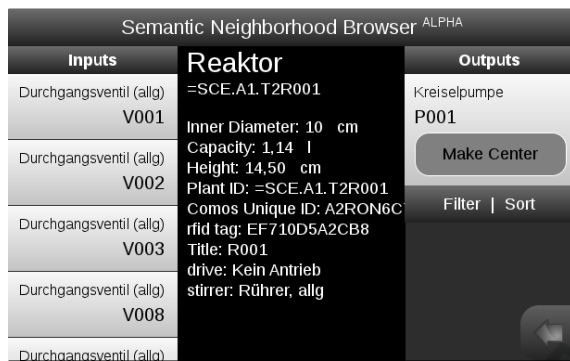 Semantic Neighborhood Browser ALPHA
Inputs
Durchgangsventil (allg)
V001
Durchgangsventil (allg)
V002
Durchgangsventil (allg)
V003
Durchgangsventil (allg)
V008
Durchgangsventil (allg)
Reaktor
=SCE.A1.T2R001
Inner Diameter: 10 cm
Capacity: 1,14 l
Height: 14,50 cm
Plant ID: =SCE.A1.T2R001
Comos Unique ID: A2RON6C
rfid tag: EF710D5A2CB8
Title: R001
drive: Kein Antrieb
stirrer: Rührer, allg
Outputs
Kreiselpumpe
P001
Make Center
Filter | Sort